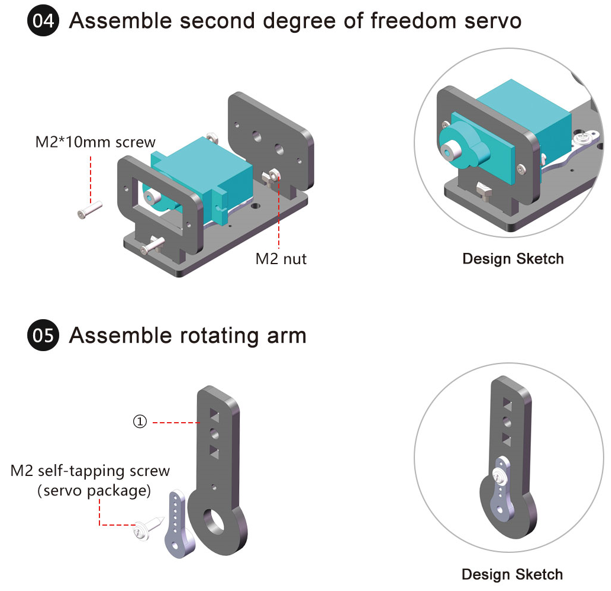 04 Assemble second degree of freedom servo
M2*10mm screw
M2 nut
Design Sketch
05 Assemble rotating arm
①
M2 self-tapping screw
(servo package)
Design Sketch